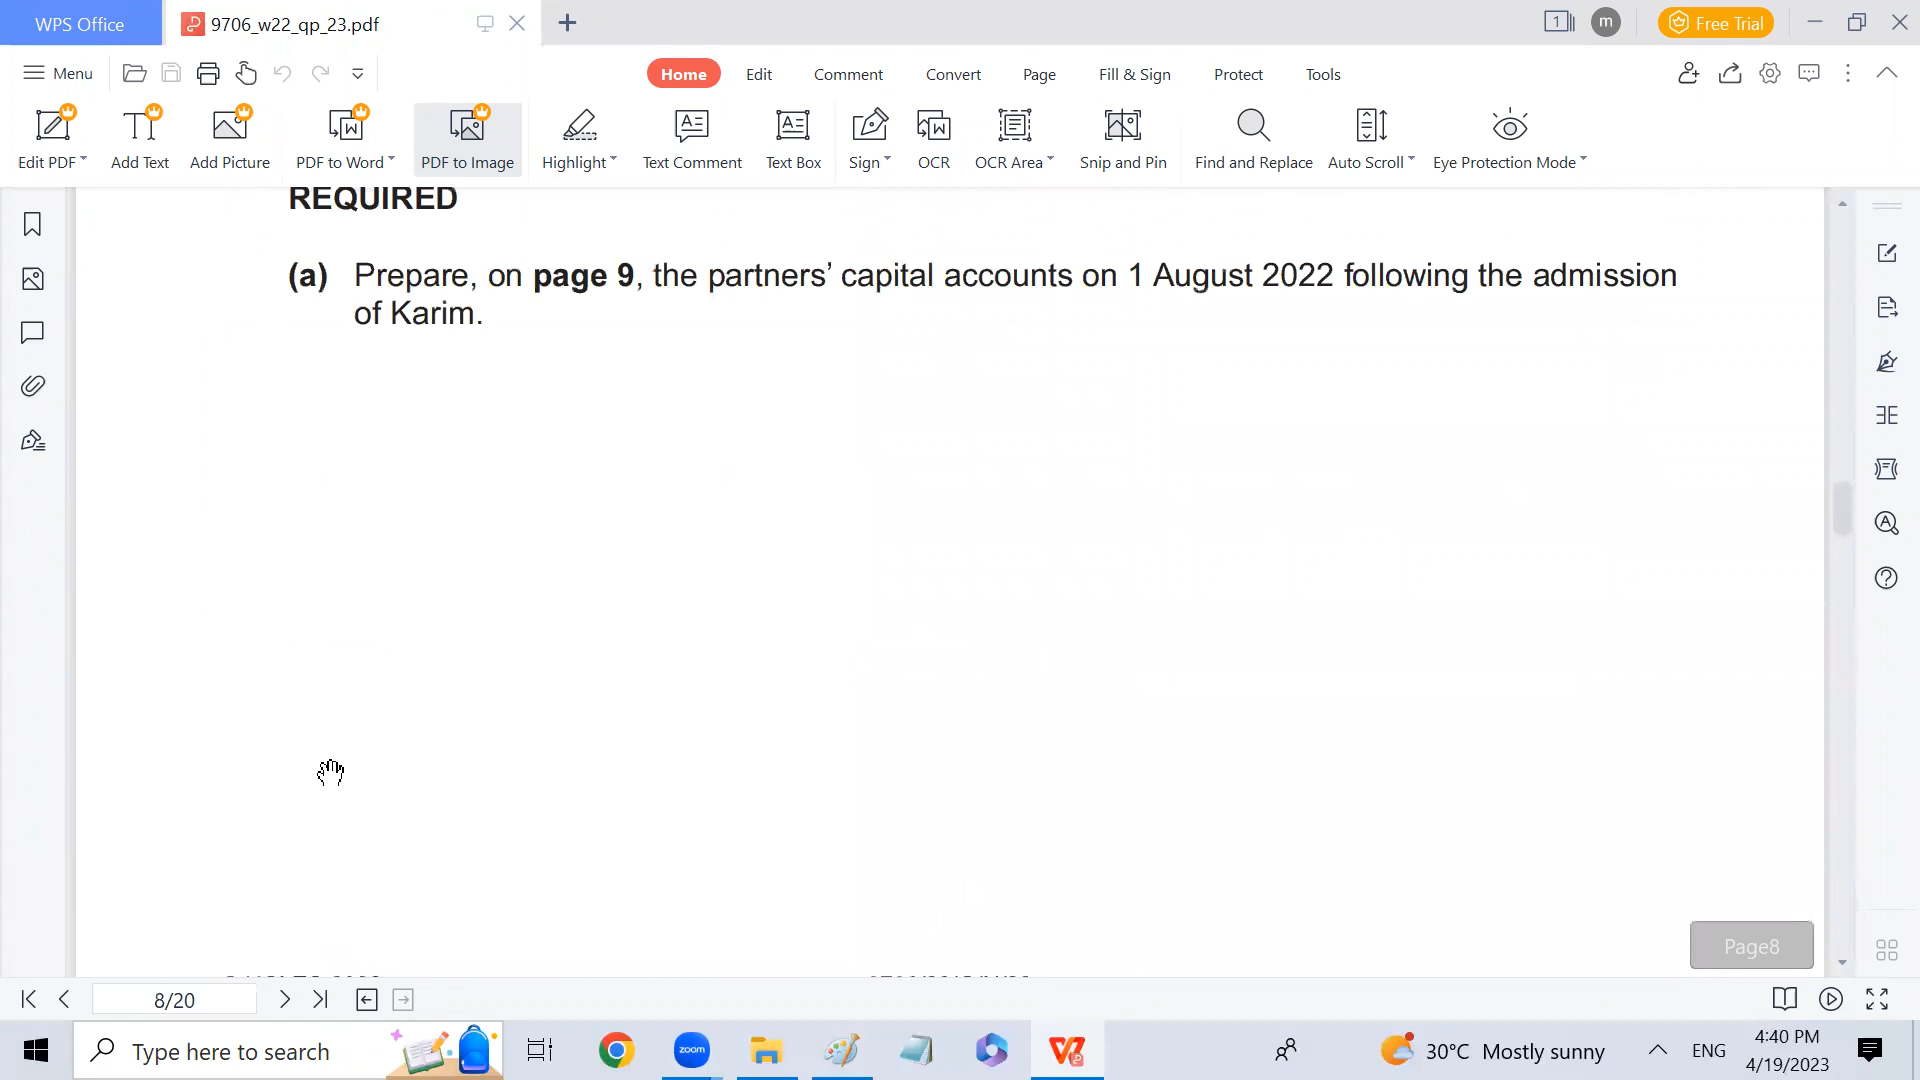 WPS Office
9706_w22_qp_23.pdf
1
m
Free Trial
Menu
Home
Edit
Comment
Convert
Page
Fill & Sign
Protect
Tools
Edit PDF
Add Text
Add Picture
PDF to Word
PDF to Image
Highlight
Text Comment
Text Box
Sign
OCR
OCR Area
Snip and Pin
Find and Replace
Auto Scroll
Eye Protection Mode
REQUIRED
(a) Prepare, on page 9, the partners’ capital accounts on 1 August 2022 following the admission
of Karim.
Page8
8/20
Type here to search
zoom
30°C Mostly sunny
ENG
4:40 PM
4/19/2023